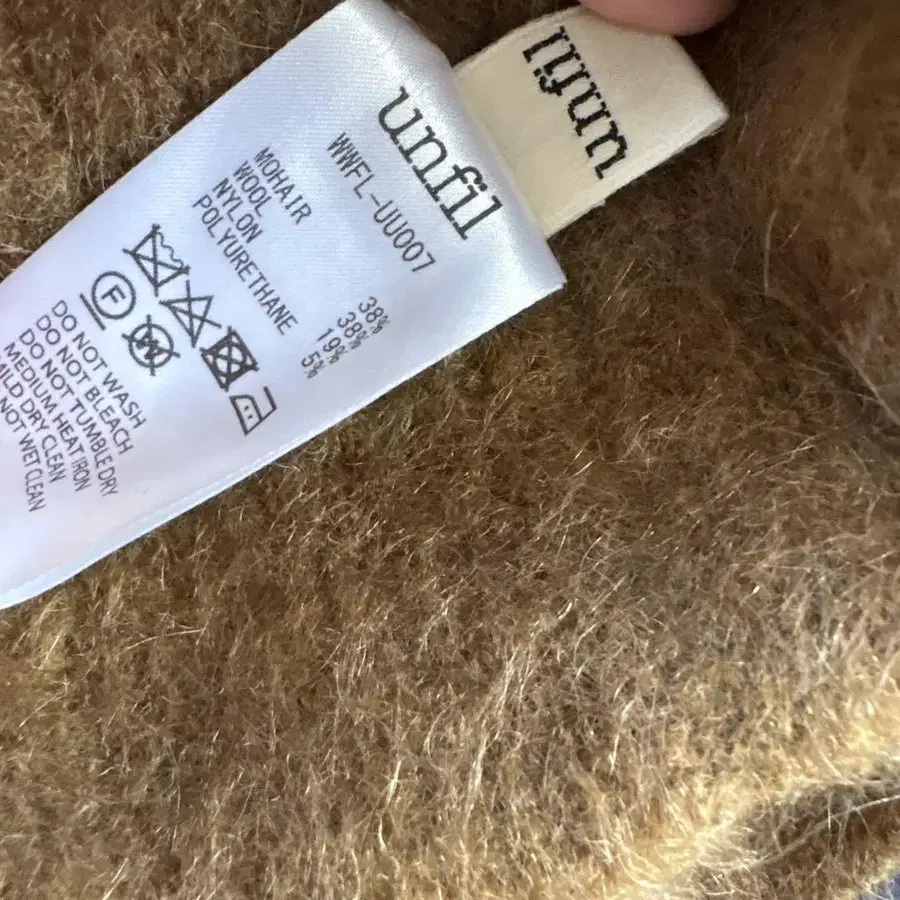 unfil
unfil
WWFL-UU007
MOHAIR 38%
WOOL 38%
NYLON 19%
POLYURETHANE 5%
F
W
DO NOT WASH
DO NOT BLEACH
DO NOT TUMBLE DRY
MEDIUM HEAT IRON
MILD DRY CLEAN
NOT WET CLEAN